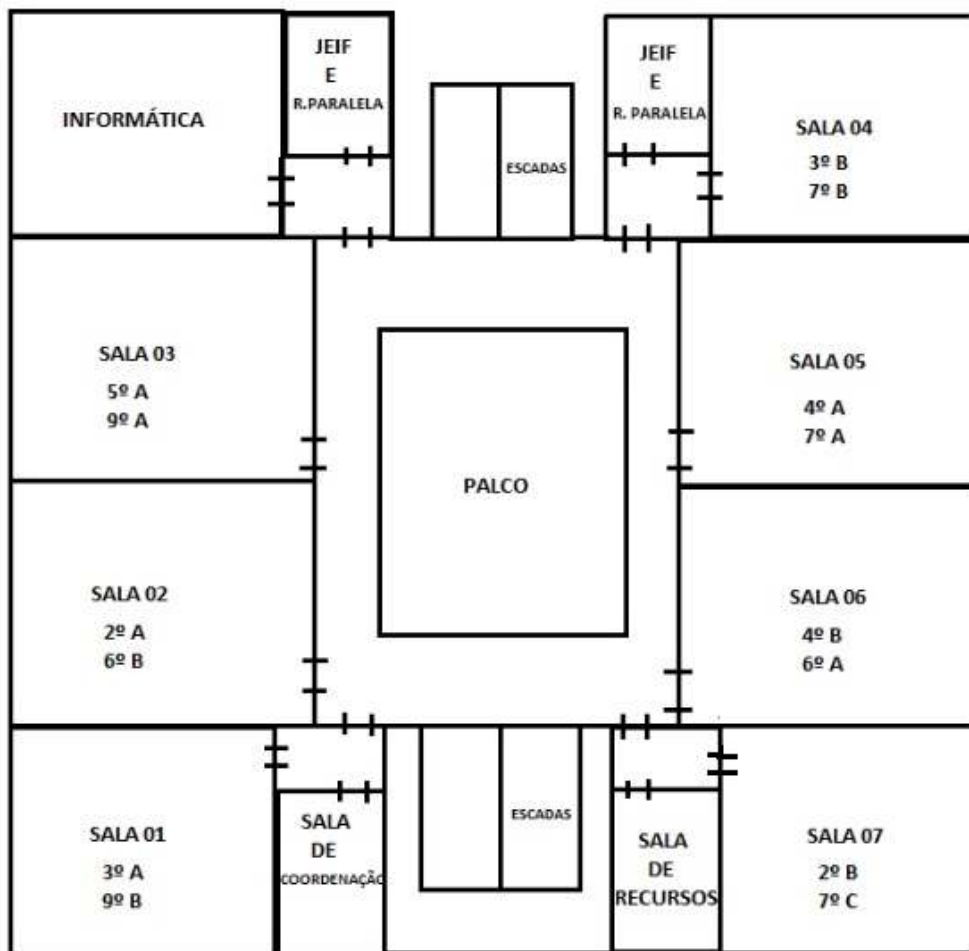 INFORMÁTICA
JEIF
E
R.PARALELA
ESCADAS
JEIF
E
R. PARALELA
SALA 04
3º B
7º B
SALA 03
5º A
9º A
PALCO
SALA 05
4º A
7º A
SALA 02
2º A
6º B
SALA 06
4º B
6º A
SALA 01
3º A
9º B
SALA
DE
COORDENAÇÃO
ESCADAS
SALA
DE
RECURSOS
SALA 07
2º B
7º C